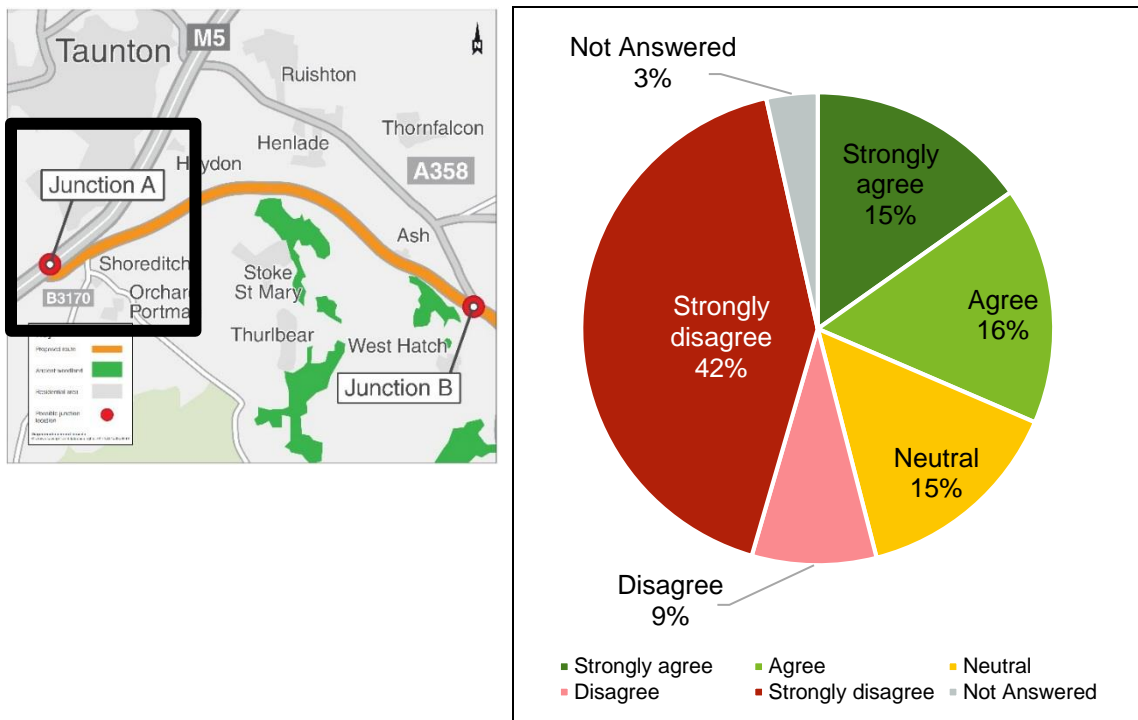 Taunton
M5
N
Ruishton
Henlade
Thornfalcon
A358
Junction A
Ash
Shoreditch
B3170
Orchard
Portma
Stoke
St Mary
Thurlbear
West Hatch
Junction B
Proposed route
Ancient woodland
Residential area
Possible junction
location
Not Answered
3%
Strongly
agree
15%
Agree
16%
Neutral
15%
Disagree
9%
Strongly
disagree
42%
Strongly agree
Agree
Neutral
Disagree
Strongly disagree
Not Answered